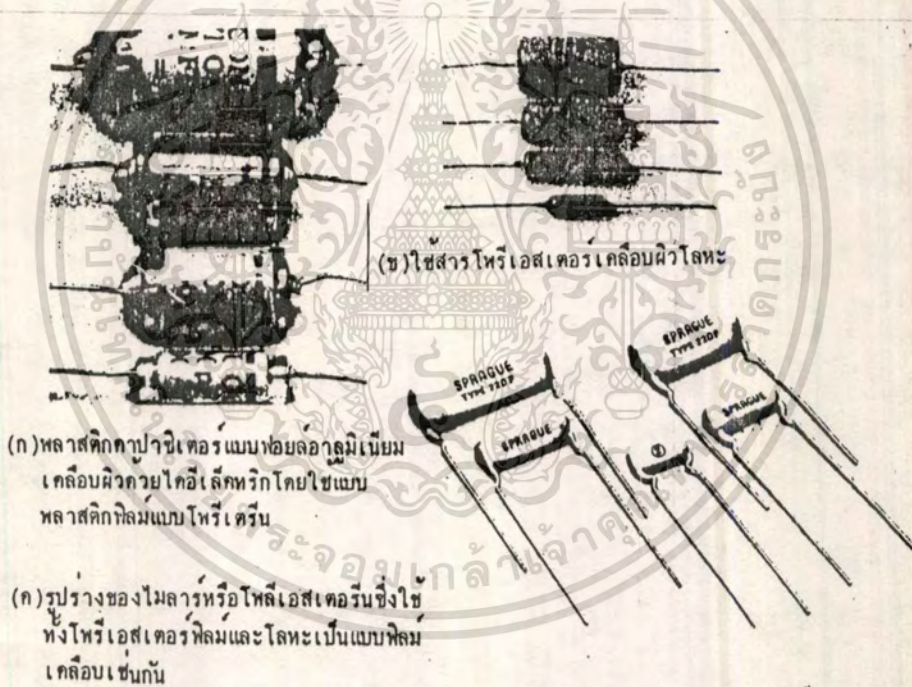 (ข)ใช้สารโพรีเอสเตอร์เคลือบผิวโลหะ
SPRAGUE
TYPE 220P
SPRAGUE
SPRAGUE
TYPE 220P
SPRAGUE
(ก)พลาสติกคาปาซิเตอร์แบบฟอยล์อาลูมิเนียม
เคลือบผิวด้วยไดอีเล็คทริกโดยใช้แบบ
พลาสติกฟิลม์แบบโพรีเตรีน
(ค)รูปร่างของไมลาร์หรือโพลีเอสเตอรีนซึ่งใช้
ทั้งโพรีเอสเตอร์ฟิลม์และโลหะเป็นแบบฟิลม์
เคลือบเช่นกัน